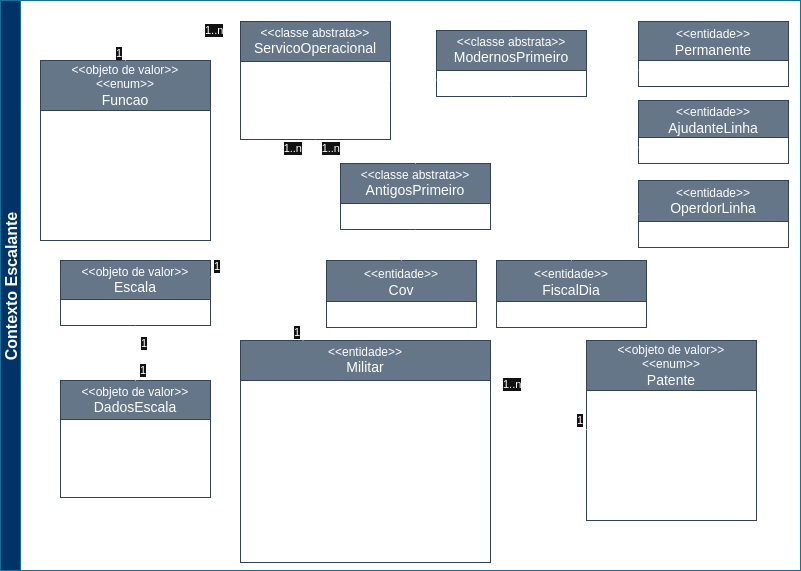 Contexto Escalante
1..n
1
<<objeto de valor>>
<<enum>>
Funcao
<<classe abstrata>>
ServicoOperacional
1..n
1..n
<<classe abstrata>>
ModernosPrimeiro
<<entidade>>
Permanente
<<entidade>>
AjudanteLinha
<<classe abstrata>>
AntigosPrimeiro
<<entidade>>
OperdorLinha
<<objeto de valor>>
Escala
1
<<entidade>>
Cov
<<entidade>>
FiscalDia
1
1
1
<<objeto de valor>>
DadosEscala
<<entidade>>
Militar
1..n
1
<<objeto de valor>>
<<enum>>
Patente